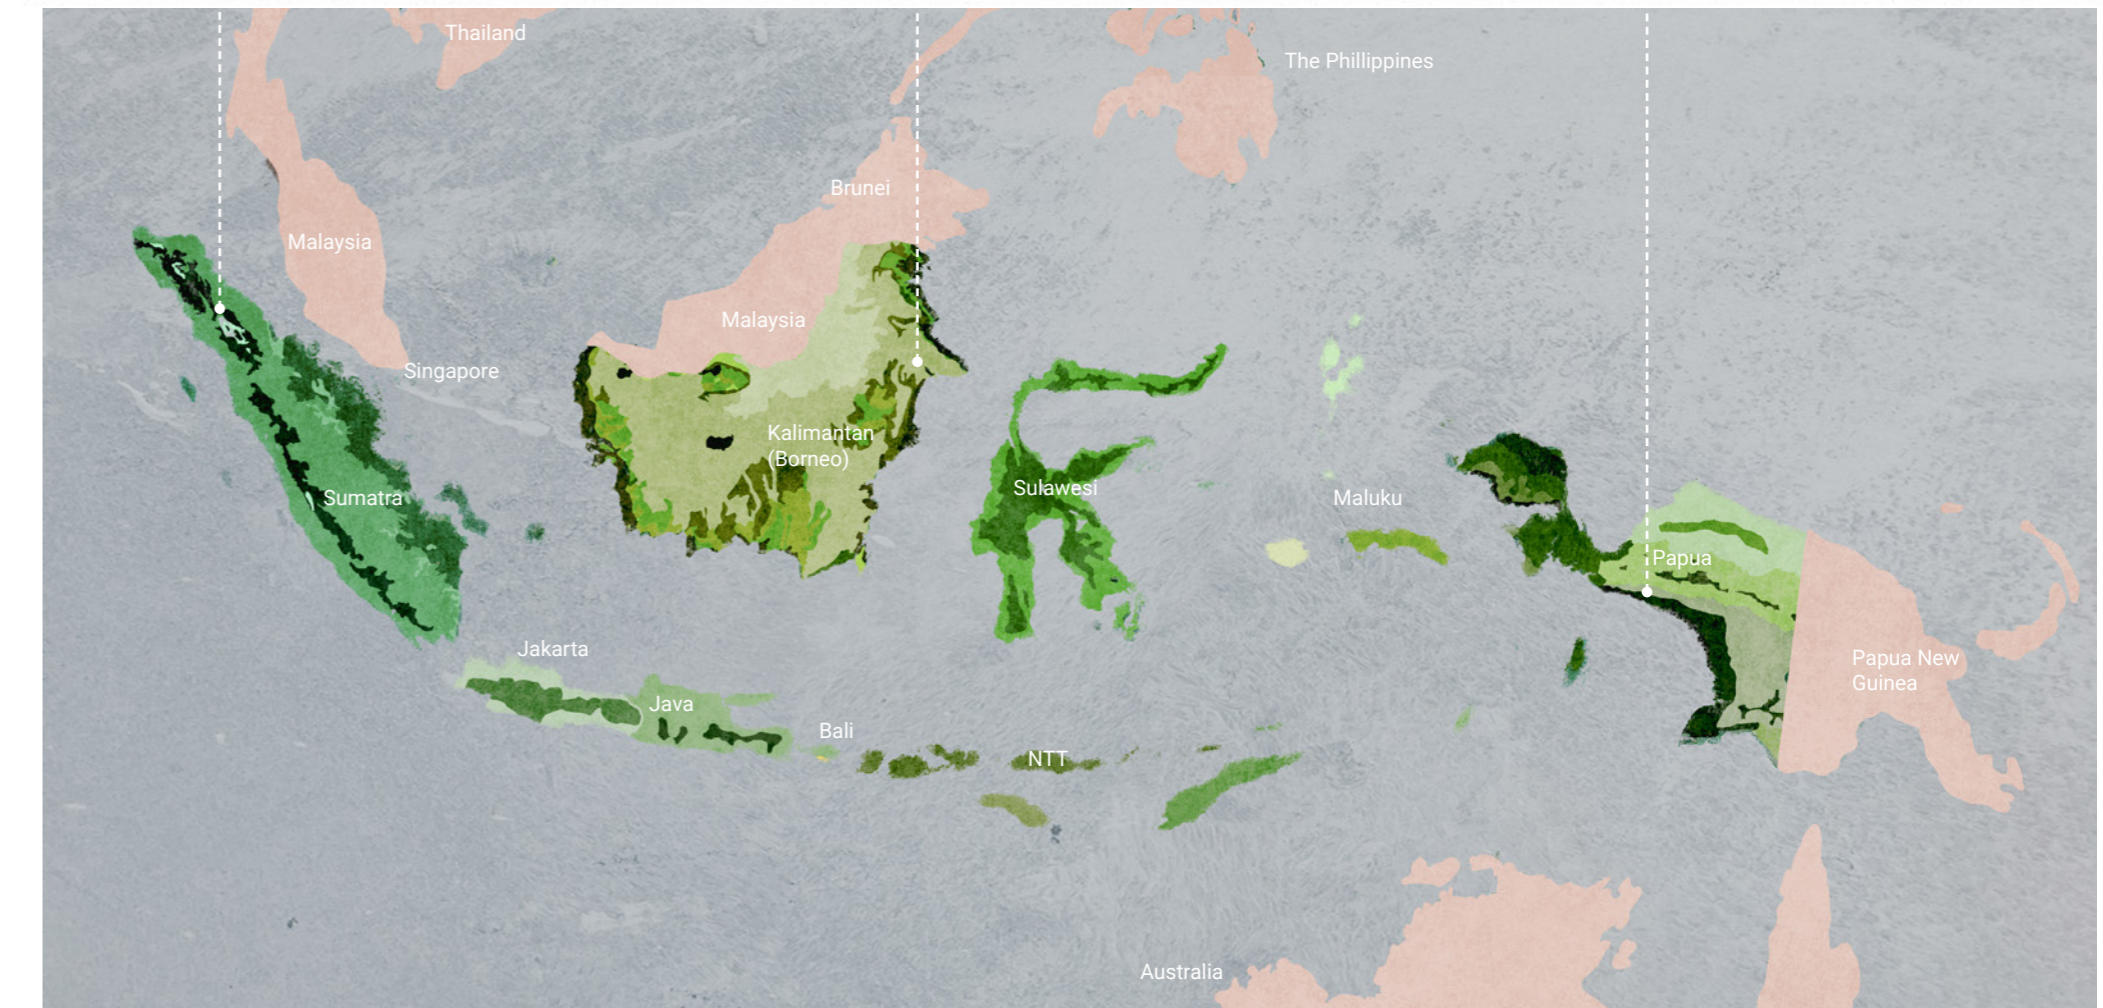 Thailand
The Phillippines
Brunei
Malaysia
Malaysia
Singapore
Kalimantan
(Borneo)
Sulawesi
Sumatra
Maluku
Papua
Jakarta
Papua New
Guinea
Java
Bali
NTT
Australia